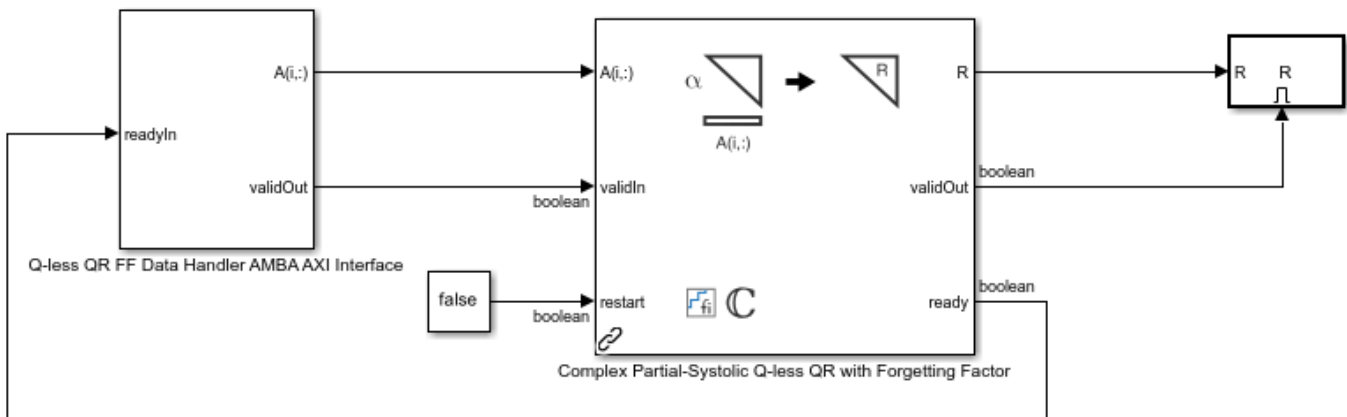 A(i,:)
readyIn
validOut
boolean
Q-less QR FF Data Handler AMBA AXI Interface
false
boolean
A(i,:)
α
R
A(i,:)
R
validIn
validOut
boolean
restart
fi ℂ
ready
boolean
Complex Partial-Systolic Q-less QR with Forgetting Factor
R R